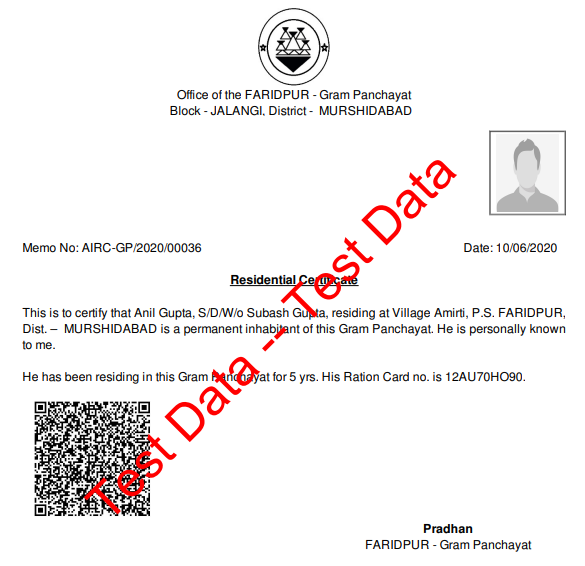 Office of the FARIDPUR - Gram Panchayat
Block - JALANGI, District - MURSHIDABAD
Memo No: AIRC-GP/2020/00036 Date: 10/06/2020
Residential Certificate
This is to certify that Anil Gupta, S/D/W/o Subash Gupta, residing at Village Amirti, P.S. FARIDPUR,
Dist. – MURSHIDABAD is a permanent inhabitant of this Gram Panchayat. He is personally known
to me.
He has been residing in this Gram Panchayat for 5 yrs. His Ration Card no. is 12AU70HO90.
Test Data -- Test Data
Pradhan
FARIDPUR - Gram Panchayat